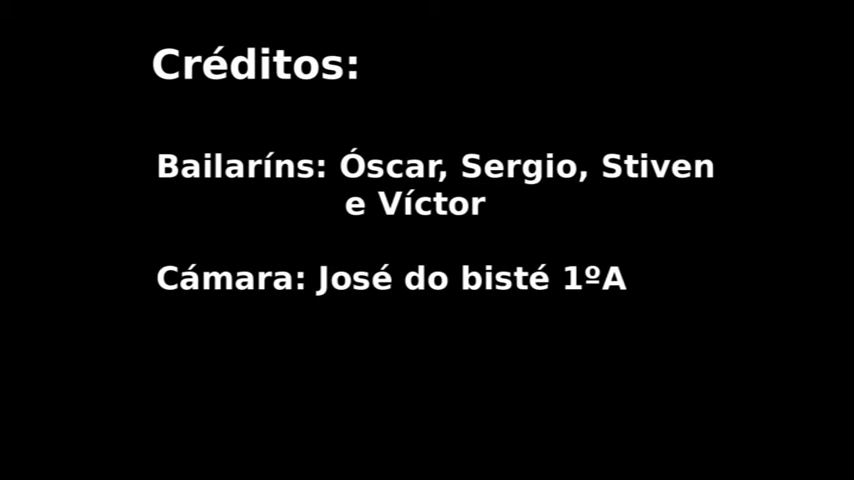 Créditos:
Bailaríns: Óscar, Sergio, Stiven
e Víctor
Cámara: José do bisté 1ºA